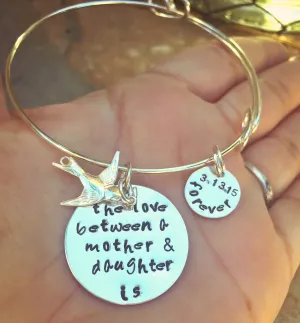 the love
between a
mother &
daughter
is
3.13.15
forever